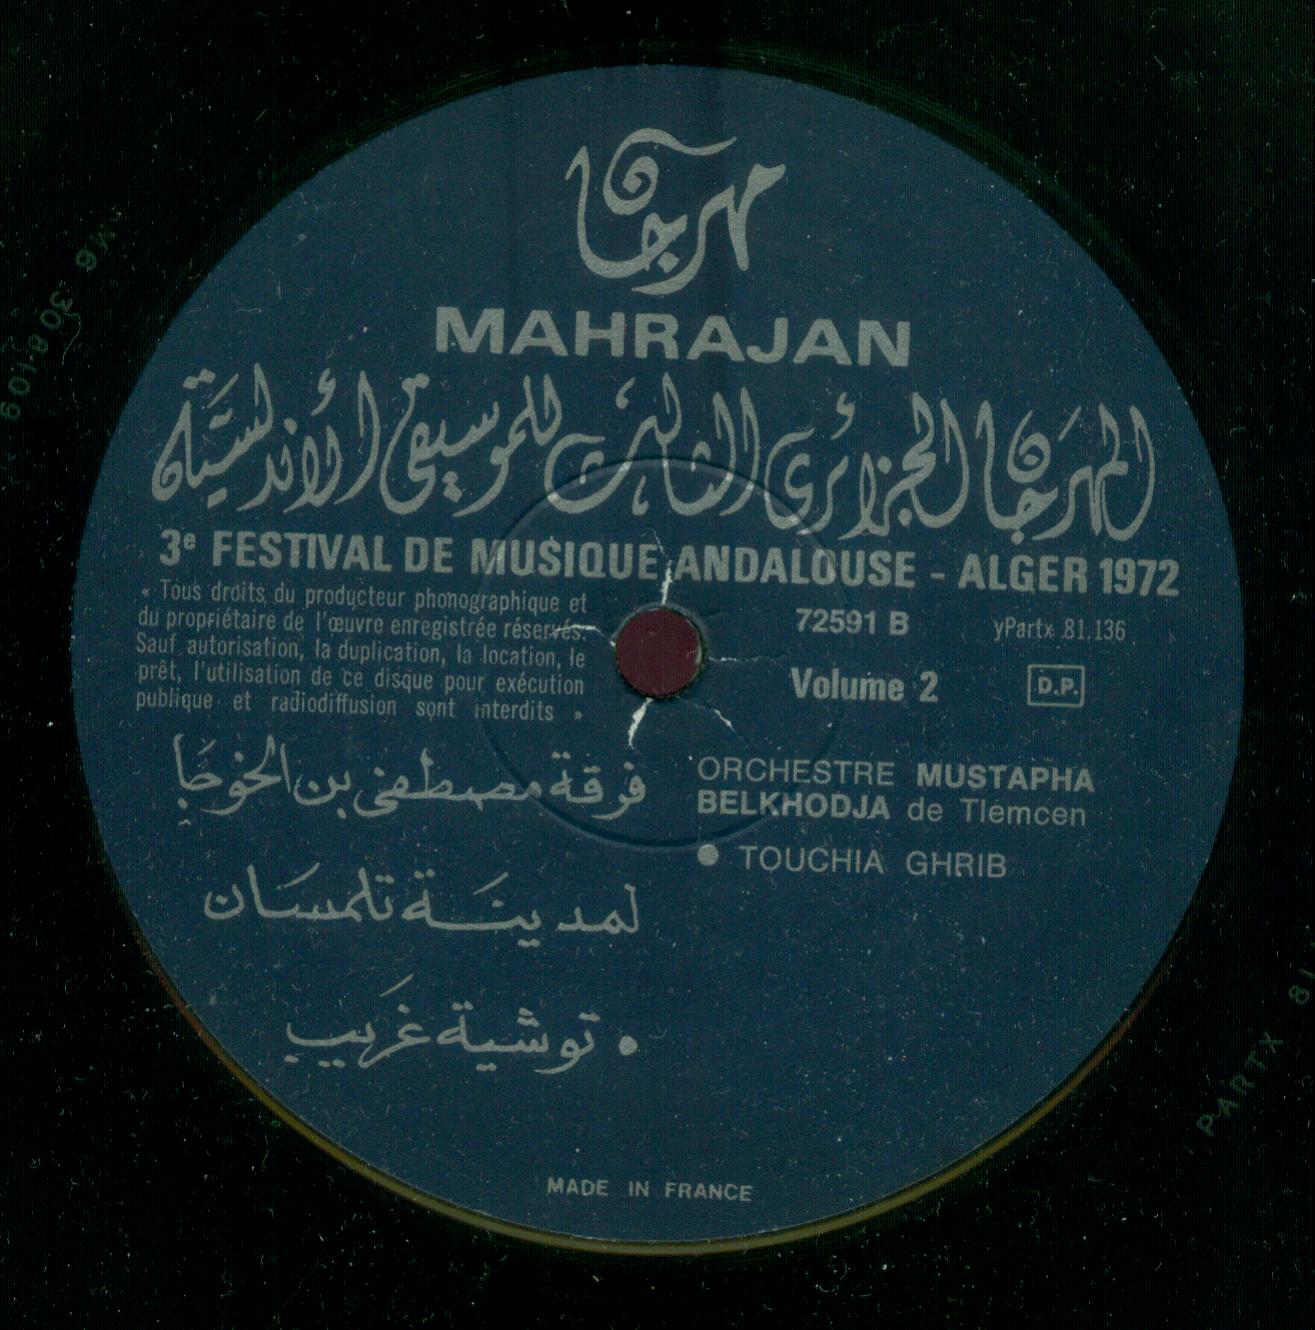 مهرجان
MAHRAJAN
المهرجان الجزائري الثالث للموسيقى الأندلسية
3e FESTIVAL DE MUSIQUE ANDALOUSE - ALGER 1972
« Tous droits du producteur phonographique et
du propriétaire de l'œuvre enregistrée réservés.
Sauf autorisation, la duplication, la location, le
prêt, l'utilisation de ce disque pour exécution
publique et radiodiffusion sont interdits »
72591 B
yPartx 81.136
Volume 2
D.P.
ORCHESTRE MUSTAPHA
BELKHODJA de Tlemcen
● TOUCHIA GHRIB
فرقة مصطفى بن الخوجا
لمدينة تلمسان
• توشية غريب
MADE IN FRANCE
PARTX 81